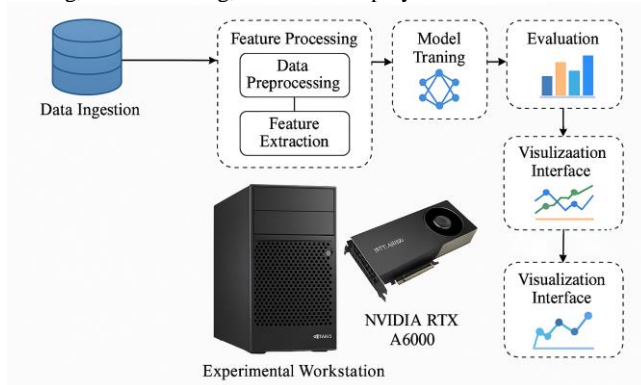 Data Ingestion
Feature Processing
Data
Preprocessing
Feature
Extraction
Model
Traning
Evaluation
Visulizaation
Interface
Visualization
Interface
NVIDIA RTX
A6000
Experimental Workstation